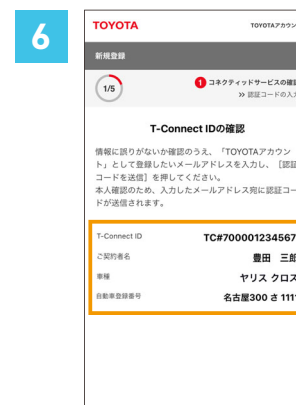 6
TOYOTA
TOYOTAアカウン
新規登録
1/5
1 コネクティッドサービスの確認
>> 認証コードの入力
T-Connect IDの確認
情報に誤りがないか確認のうえ、「TOYOTAアカウン
ト」として登録したいメールアドレスを入力し、［認証
コードを送信］を押してください。
本人確認のため、入力したメールアドレス宛に認証コー
ドが送信されます。
T-Connect ID TC#700001234567
ご契約者名 豊田 三郎
車種 ヤリス クロス
自動車登録番号 名古屋300 さ 1111